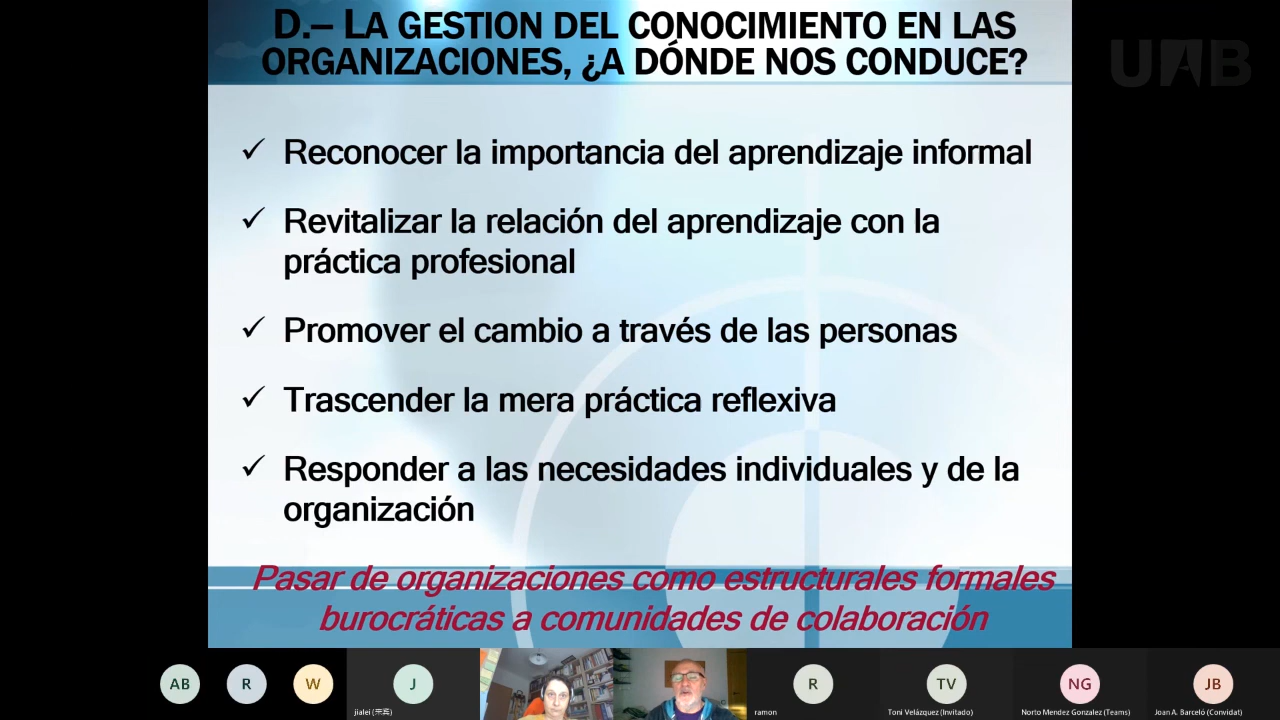 D.– LA GESTION DEL CONOCIMIENTO EN LAS
ORGANIZACIONES, ¿A DÓNDE NOS CONDUCE?
UAB
✓ Reconocer la importancia del aprendizaje informal
✓ Revitalizar la relación del aprendizaje con la
práctica profesional
✓ Promover el cambio a través de las personas
✓ Trascender la mera práctica reflexiva
✓ Responder a las necesidades individuales y de la
organización
Pasar de organizaciones como estructurales formales
burocráticas a comunidades de colaboración
AB
R
W
J
R
TV
NG
JB
jialei
ramon
Toni Velázquez (Invitado)
Norto Mendez Gonzalez (Teams)
Joan A. Barceló (Convidat)